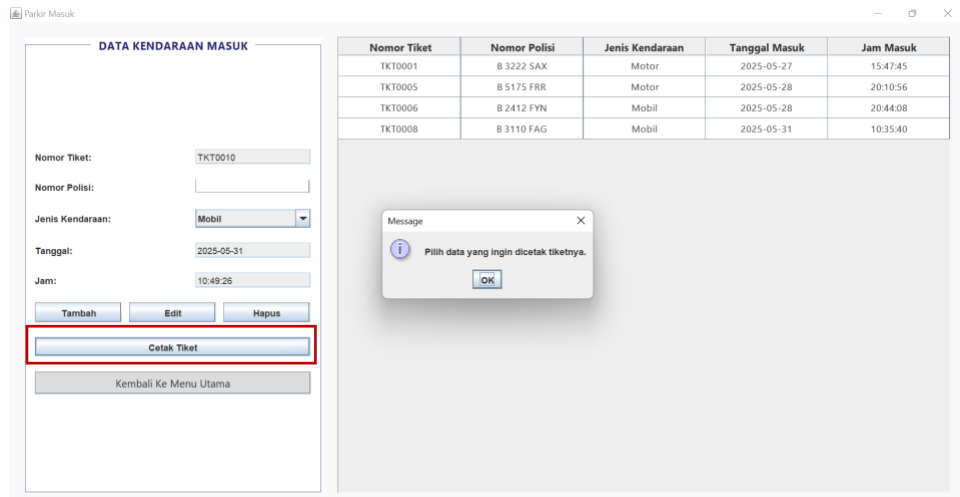 Parkir Masuk
DATA KENDARAAN MASUK
Nomor Tiket: TKT0010
Nomor Polisi:
Jenis Kendaraan: Mobil
Tanggal: 2025-05-31
Jam: 10:49:26
Tambah Edit Hapus
Cetak Tiket
Kembali Ke Menu Utama
Nomor Tiket Nomor Polisi Jenis Kendaraan Tanggal Masuk Jam Masuk
TKT0001 B 3222 SAX Motor 2025-05-27 15:47:45
TKT0005 B 5175 FRR Motor 2025-05-28 20:10:56
TKT0006 B 2412 FYN Mobil 2025-05-28 20:44:08
TKT0008 B 3110 FAG Mobil 2025-05-31 10:35:40
Message
Pilih data yang ingin dicetak tiketnya.
OK